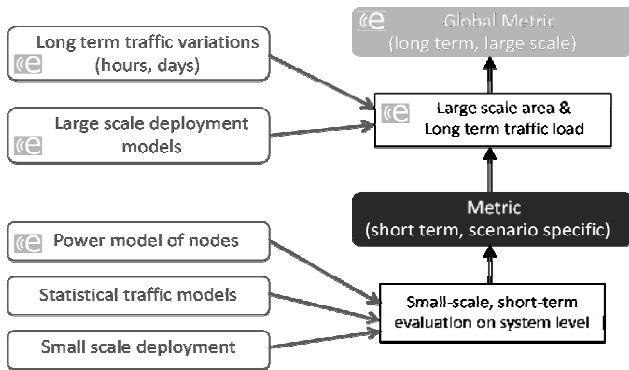 Long term traffic variations
(hours, days)
Large scale deployment
models
Power model of nodes
Statistical traffic models
Small scale deployment
Global Metric
(long term, large scale)
Large scale area &
Long term traffic load
Metric
(short term, scenario specific)
Small-scale, short-term
evaluation on system level
e
e
e
e
e